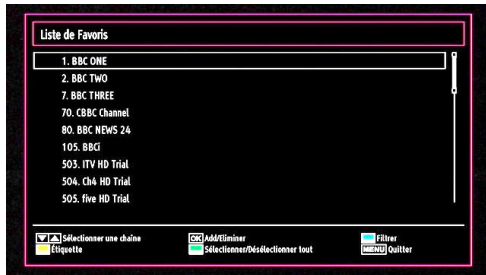 Liste de Favoris
1. BBC ONE
2. BBC TWO
7. BBC THREE
70. CBBC Channel
80. BBC NEWS 24
105. BBCi
503. ITV HD Trial
504. Ch4 HD Trial
505. five HD Trial
Sélectionner une chaîne OK Add/Eliminer Filtrer
Étiquette Sélectionner/Désélectionner tout MENU Quitter